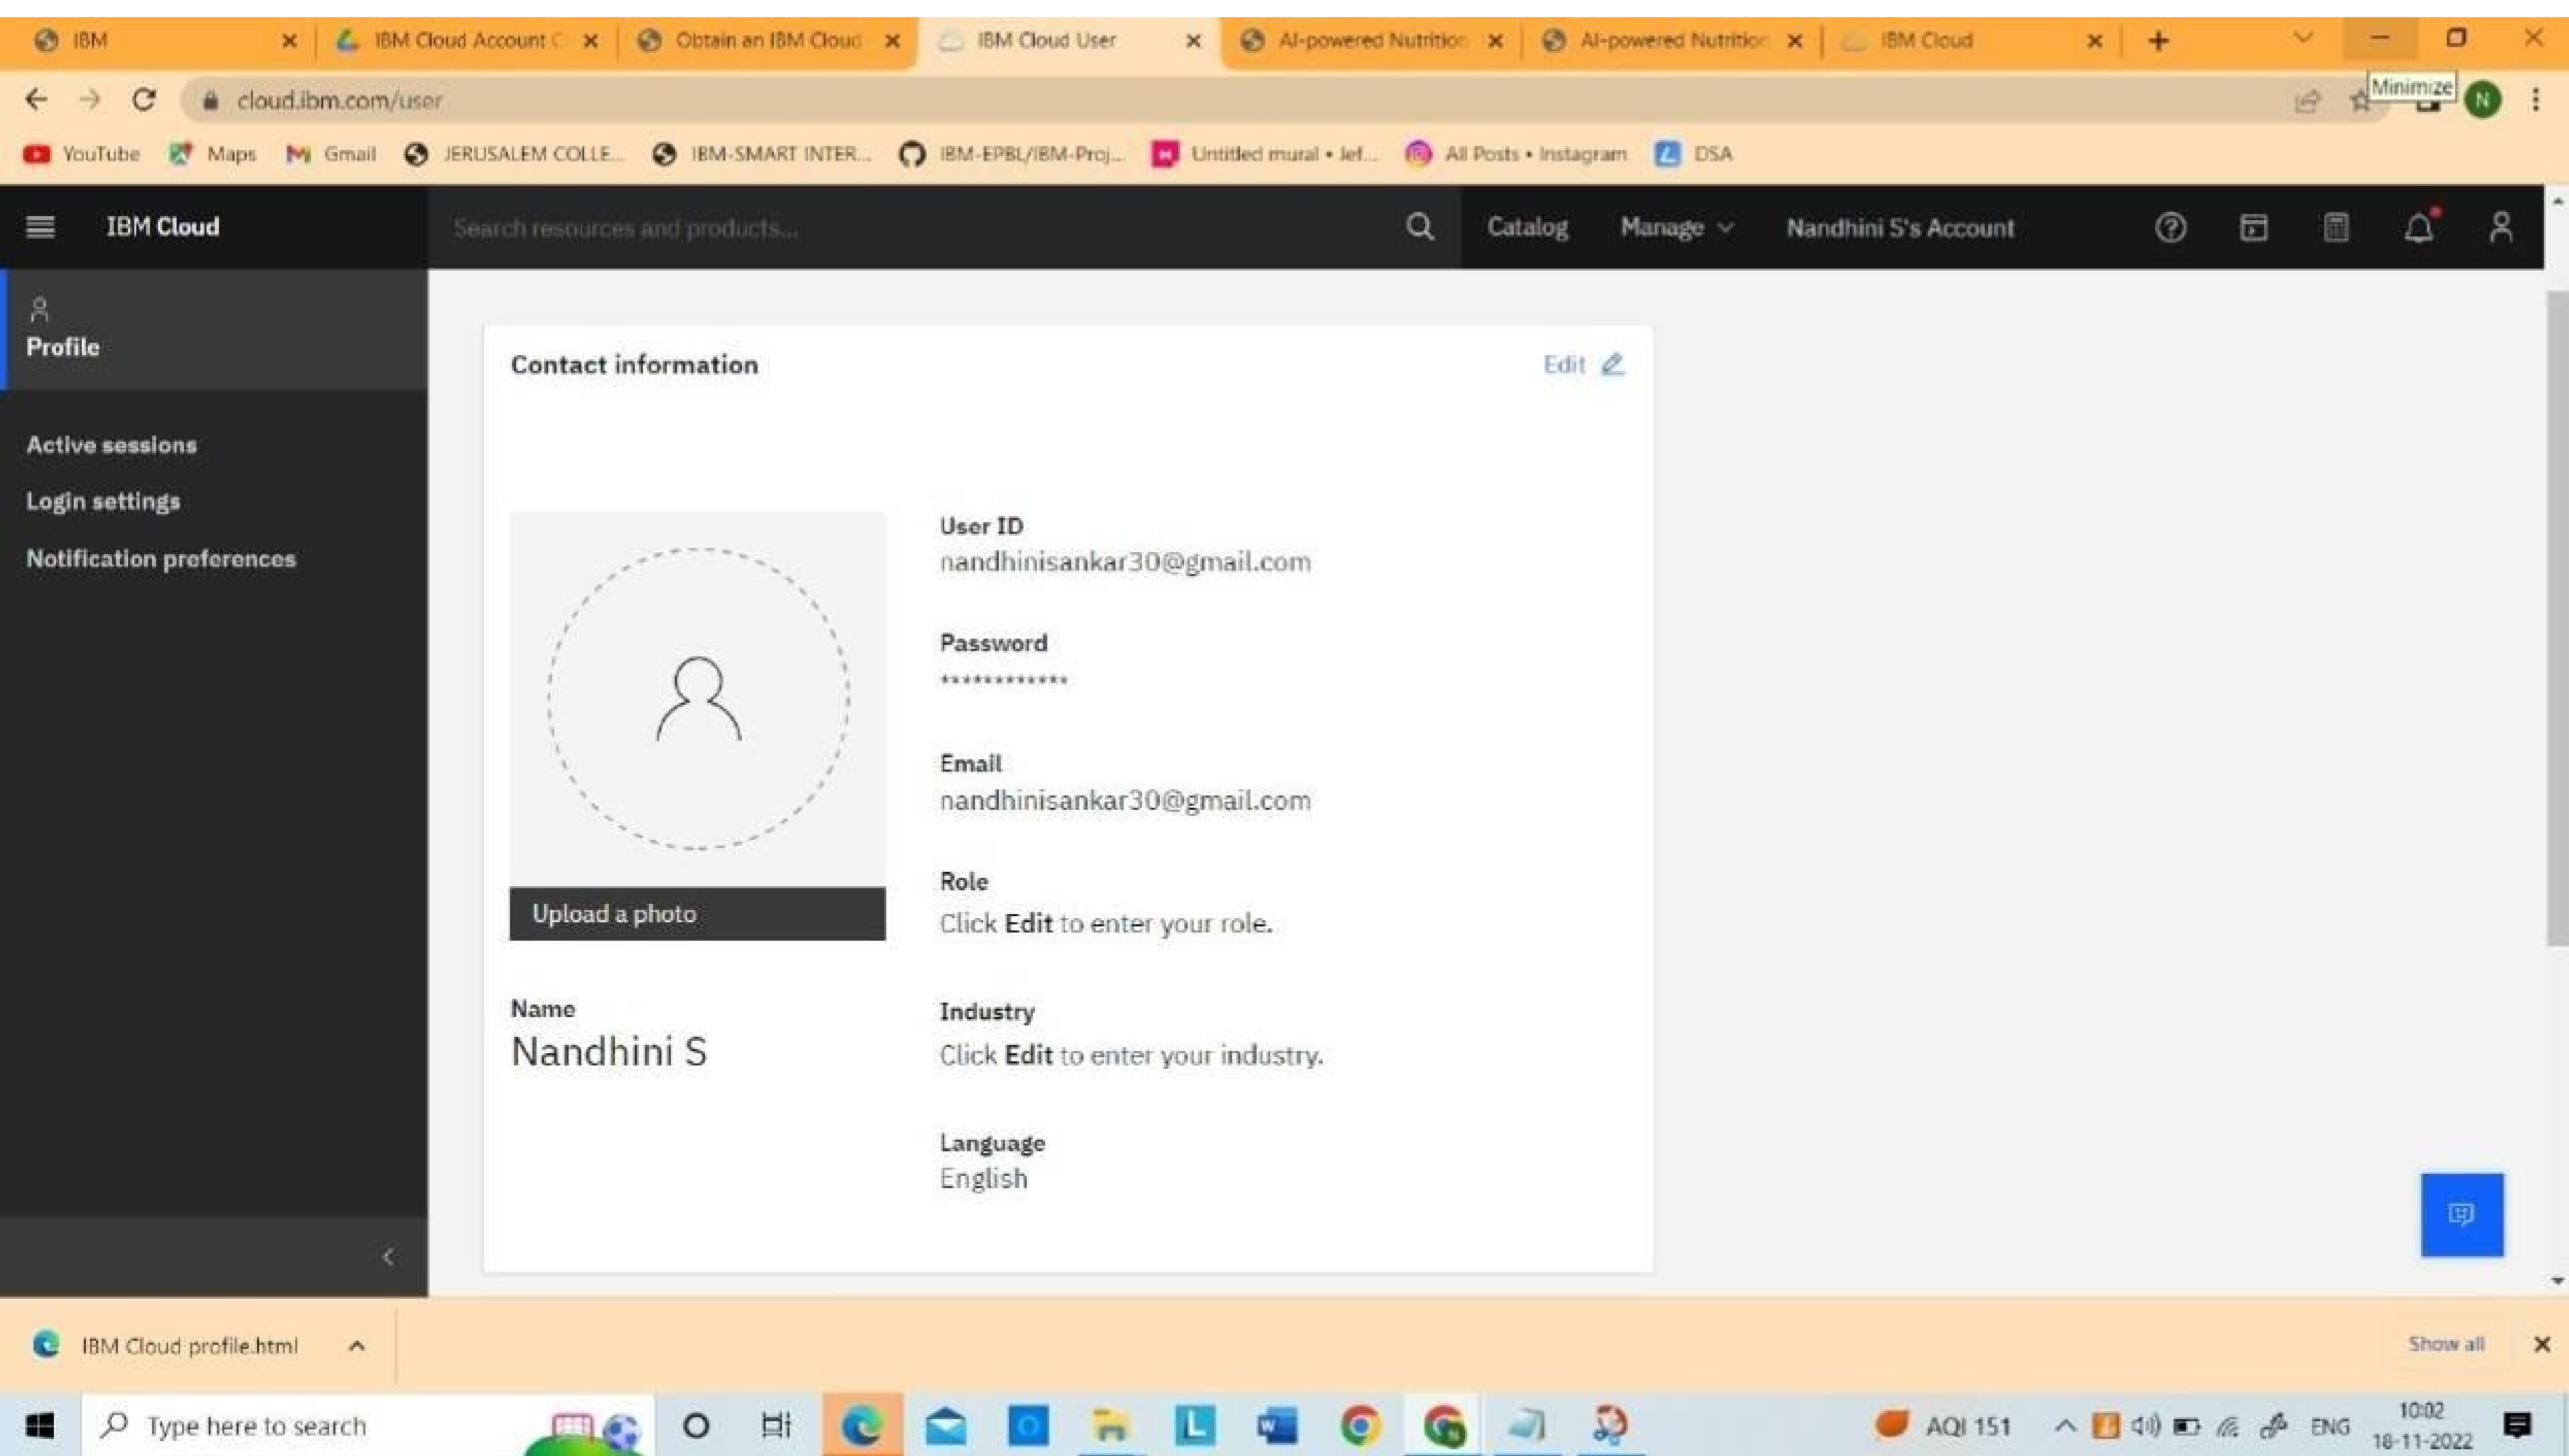 IBM
IBM Cloud Account C
Obtain an IBM Cloud
IBM Cloud User
AI-powered Nutrition
AI-powered Nutrition
IBM Cloud
cloud.ibm.com/user
Minimize
N
YouTube
Maps
Gmail
JERUSALEM COLLE...
IBM-SMART INTER...
IBM-EPBL/IBM-Proj...
Untitled mural • Jef...
All Posts • Instagram
DSA
IBM Cloud
Search resources and products...
Catalog
Manage
Nandhini S's Account
Profile
Active sessions
Login settings
Notification preferences
Contact information
Edit
Upload a photo
Name
Nandhini S
User ID
nandhinisankar30@gmail.com
Password
************
Email
nandhinisankar30@gmail.com
Role
Click Edit to enter your role.
Industry
Click Edit to enter your industry.
Language
English
IBM Cloud profile.html
Show all
Type here to search
AQI 151
ENG
10:02
18-11-2022